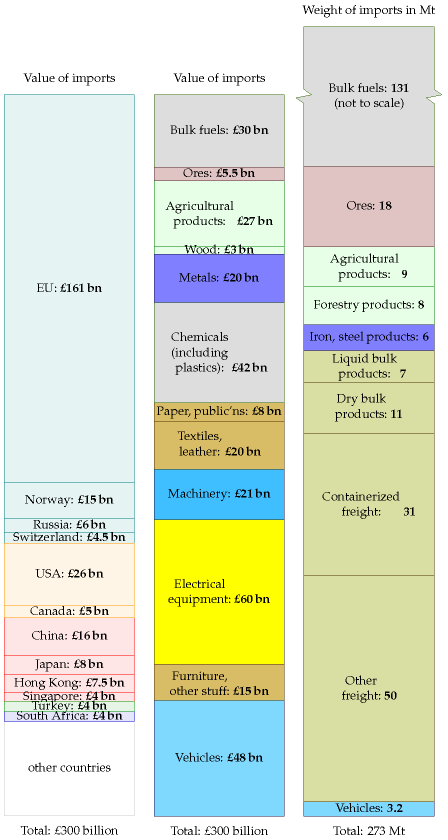 Weight of imports in Mt
Value of imports
Value of imports
EU: £161 bn
Norway: £15 bn
Russia: £6 bn
Switzerland: £4.5 bn
USA: £26 bn
Canada: £5 bn
China: £16 bn
Japan: £8 bn
Hong Kong: £7.5 bn
Singapore: £4 bn
Turkey: £4 bn
South Africa: £4 bn
other countries
Total: £300 billion
Bulk fuels: £30 bn
Ores: £5.5 bn
Agricultural
products: £27 bn
Wood: £3 bn
Metals: £20 bn
Chemicals
(including
plastics): £42 bn
Paper, public'ns: £8 bn
Textiles,
leather: £20 bn
Machinery: £21 bn
Electrical
equipment: £60 bn
Furniture,
other stuff: £15 bn
Vehicles: £48 bn
Total: £300 billion
Bulk fuels: 131
(not to scale)
Ores: 18
Agricultural
products: 9
Forestry products: 8
Iron, steel products: 6
Liquid bulk
products: 7
Dry bulk
products: 11
Containerized
freight: 31
Other
freight: 50
Vehicles: 3.2
Total: 273 Mt